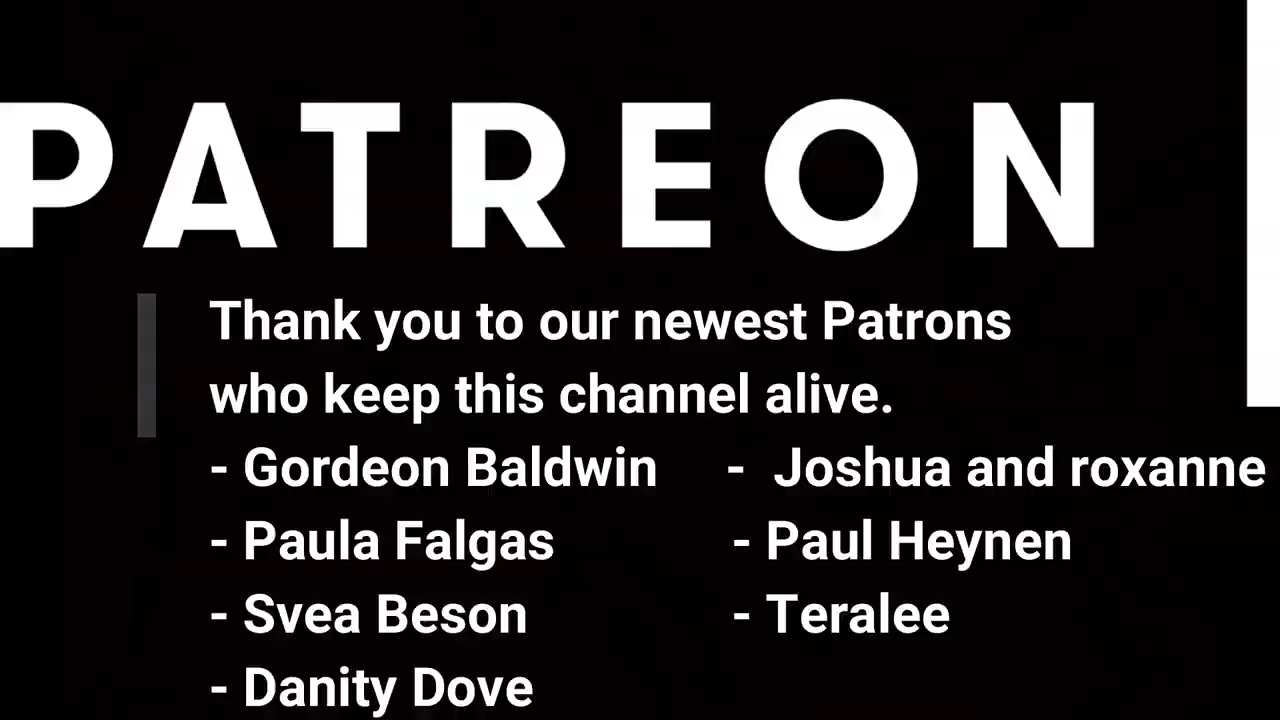 PATREON
Thank you to our newest Patrons
who keep this channel alive.
- Gordeon Baldwin - Joshua and roxanne
- Paula Falgas - Paul Heynen
- Svea Beson - Teralee
- Danity Dove